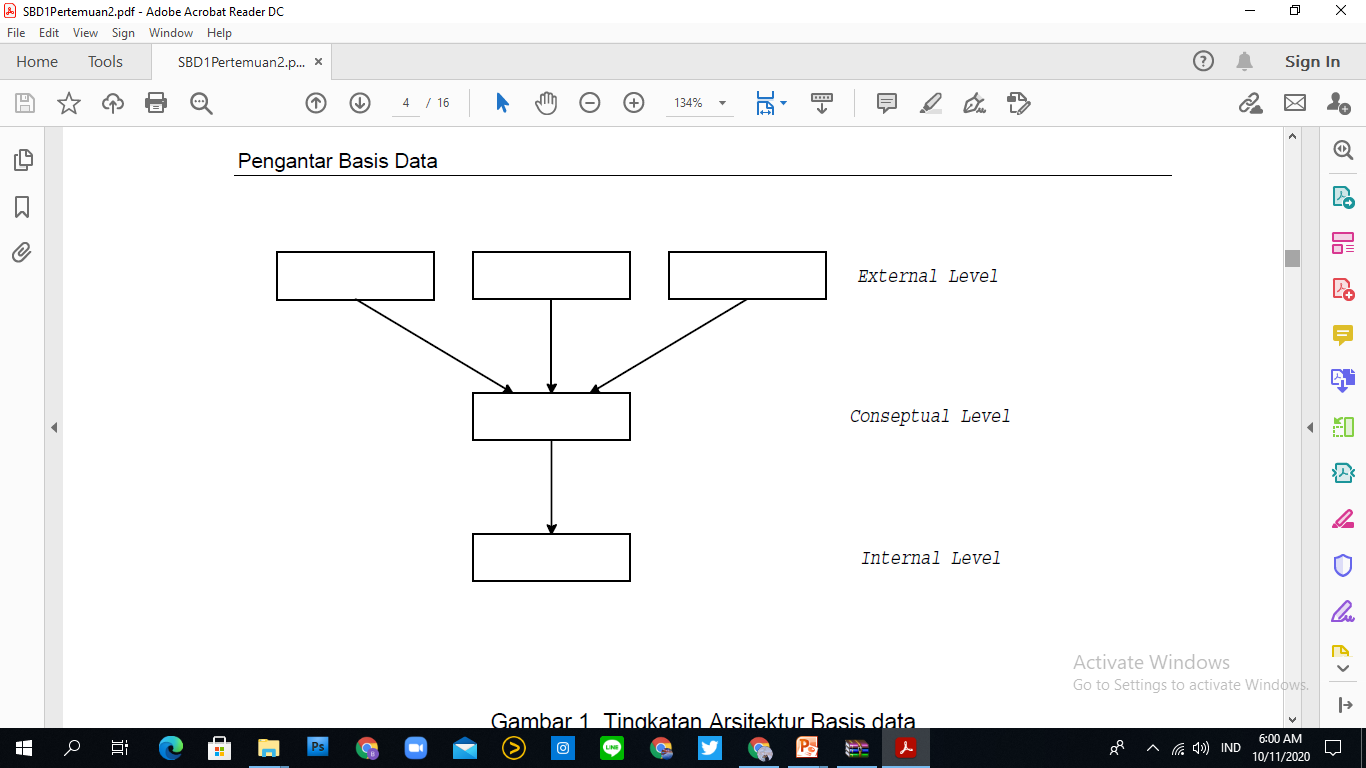 SBD1Pertemuan2.pdf - Adobe Acrobat Reader DC
File Edit View Sign Window Help
Home Tools SBD1Pertemuan2.p... × Sign In
4 / 16 134%
Pengantar Basis Data
External Level
Conseptual Level
Internal Level
Activate Windows
Go to Settings to activate Windows.
Gambar 1 Tingkatan Arsitektur Basis data
IND 6:00 AM
10/11/2020